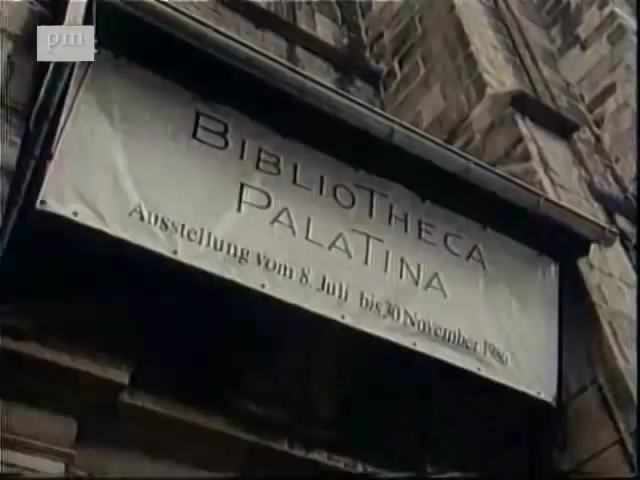 pm
BIBLIOTHECA
PALATINA
Ausstellung vom 8. Juli bis 30 November 1986